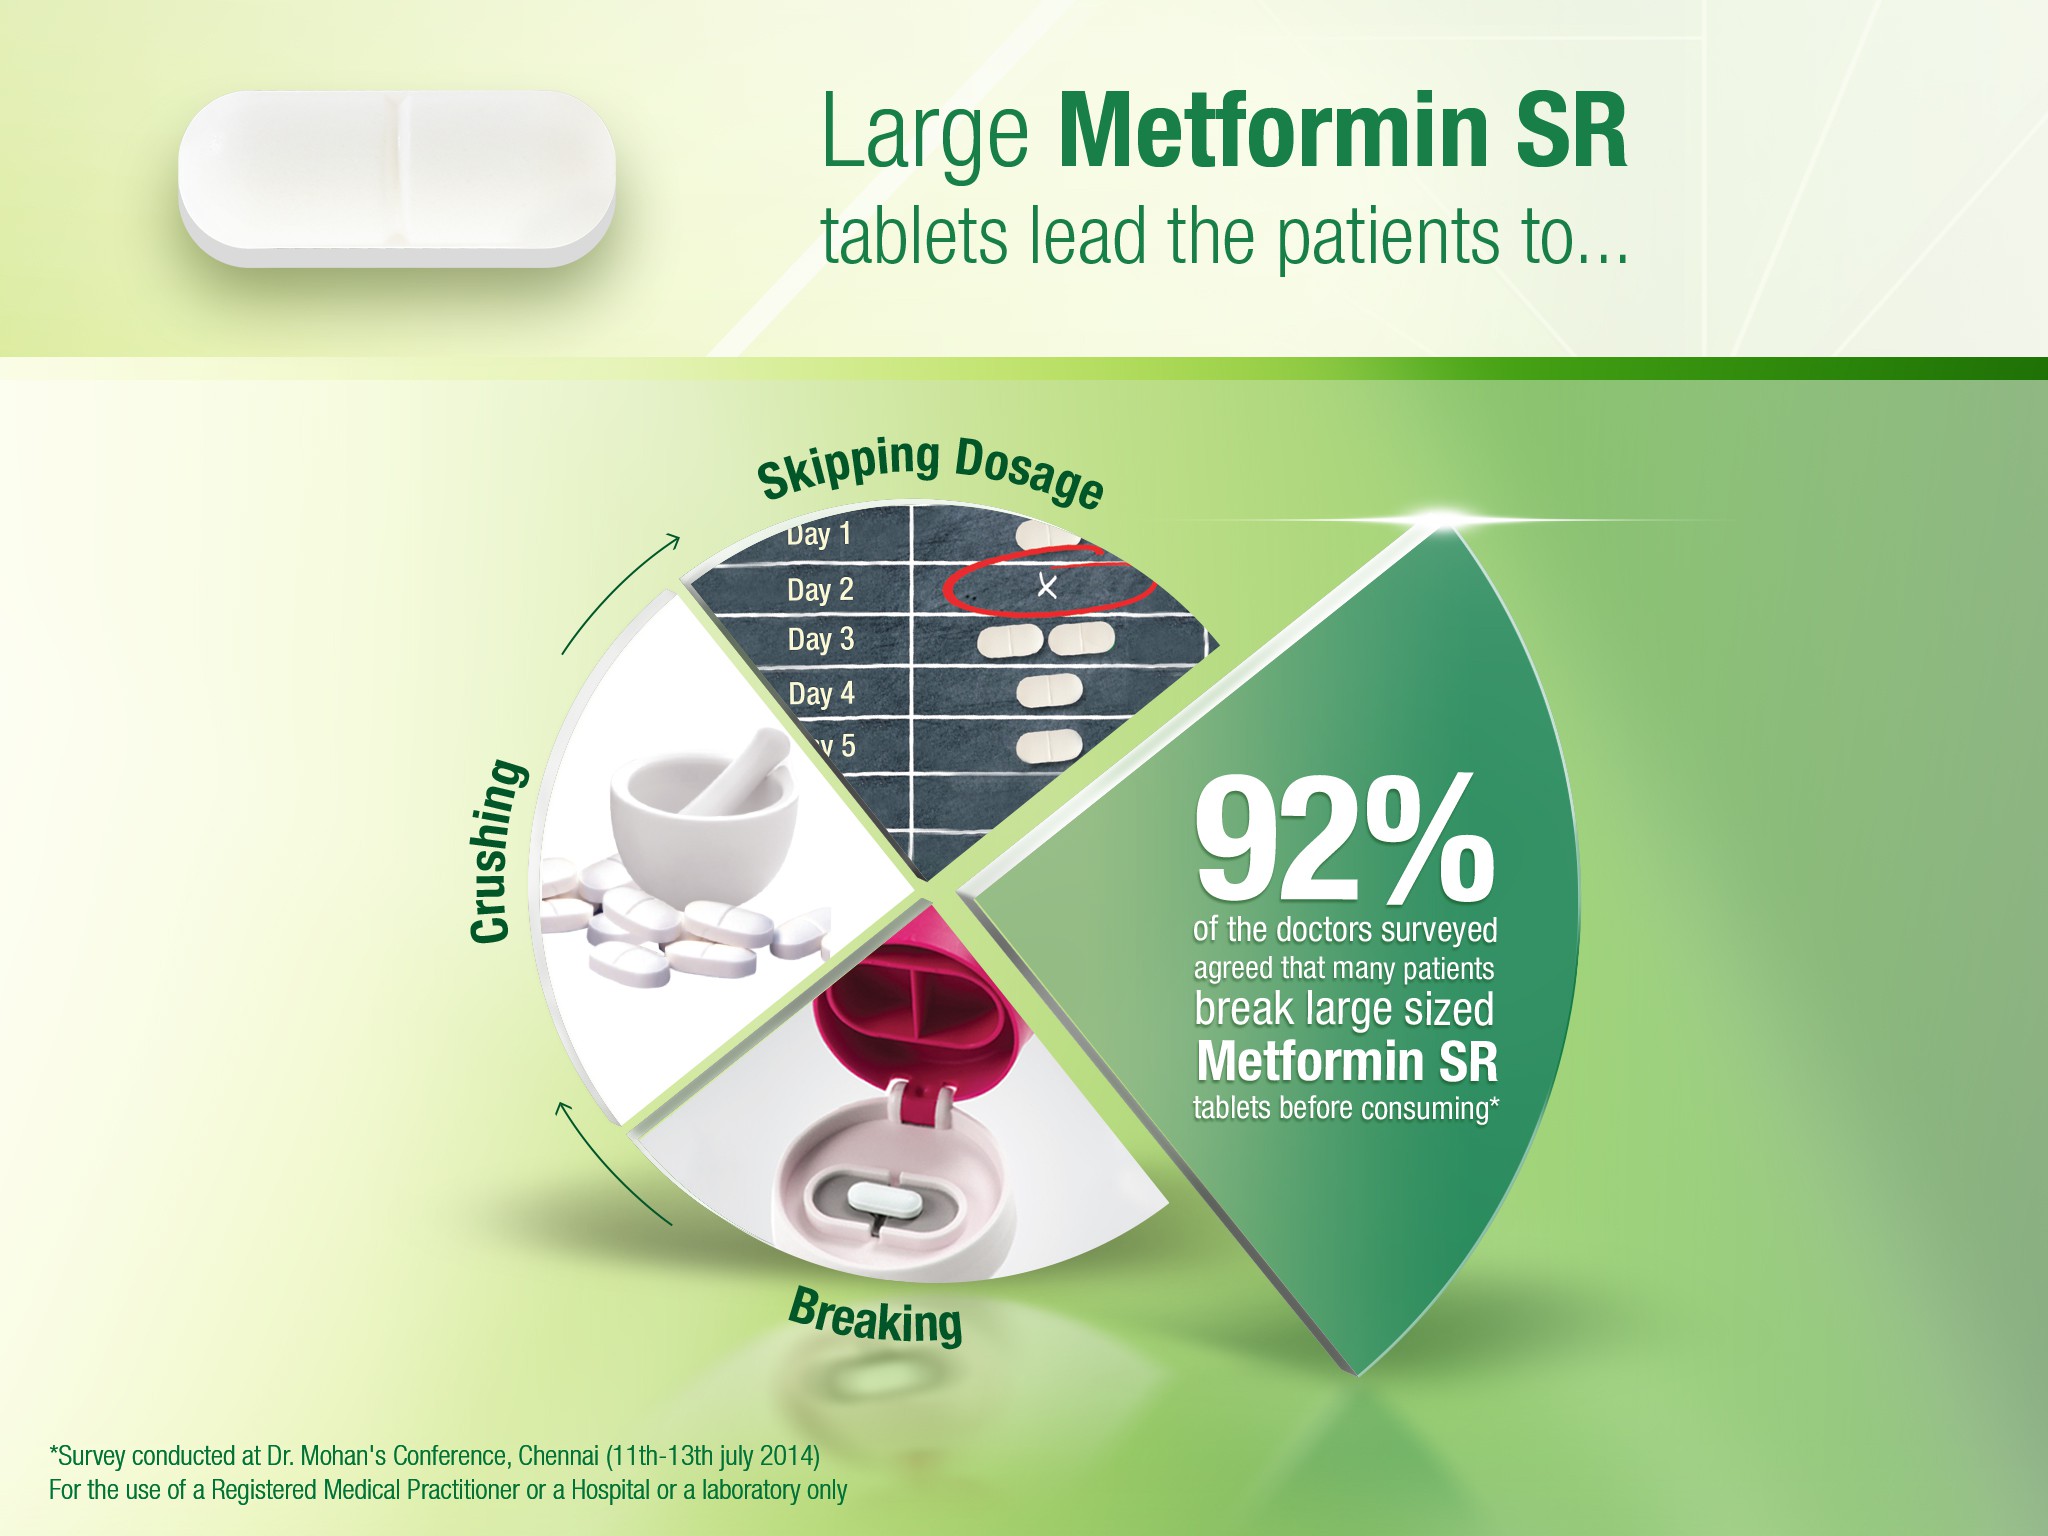 Large Metformin SR
tablets lead the patients to...
Skipping Dosage
Day 1
Day 2
x
Day 3
Day 4
y 5
Crushing
Breaking
92%
of the doctors surveyed
agreed that many patients
break large sized
Metformin SR
tablets before consuming*
*Survey conducted at Dr. Mohan's Conference, Chennai (11th-13th july 2014)
For the use of a Registered Medical Practitioner or a Hospital or a laboratory only